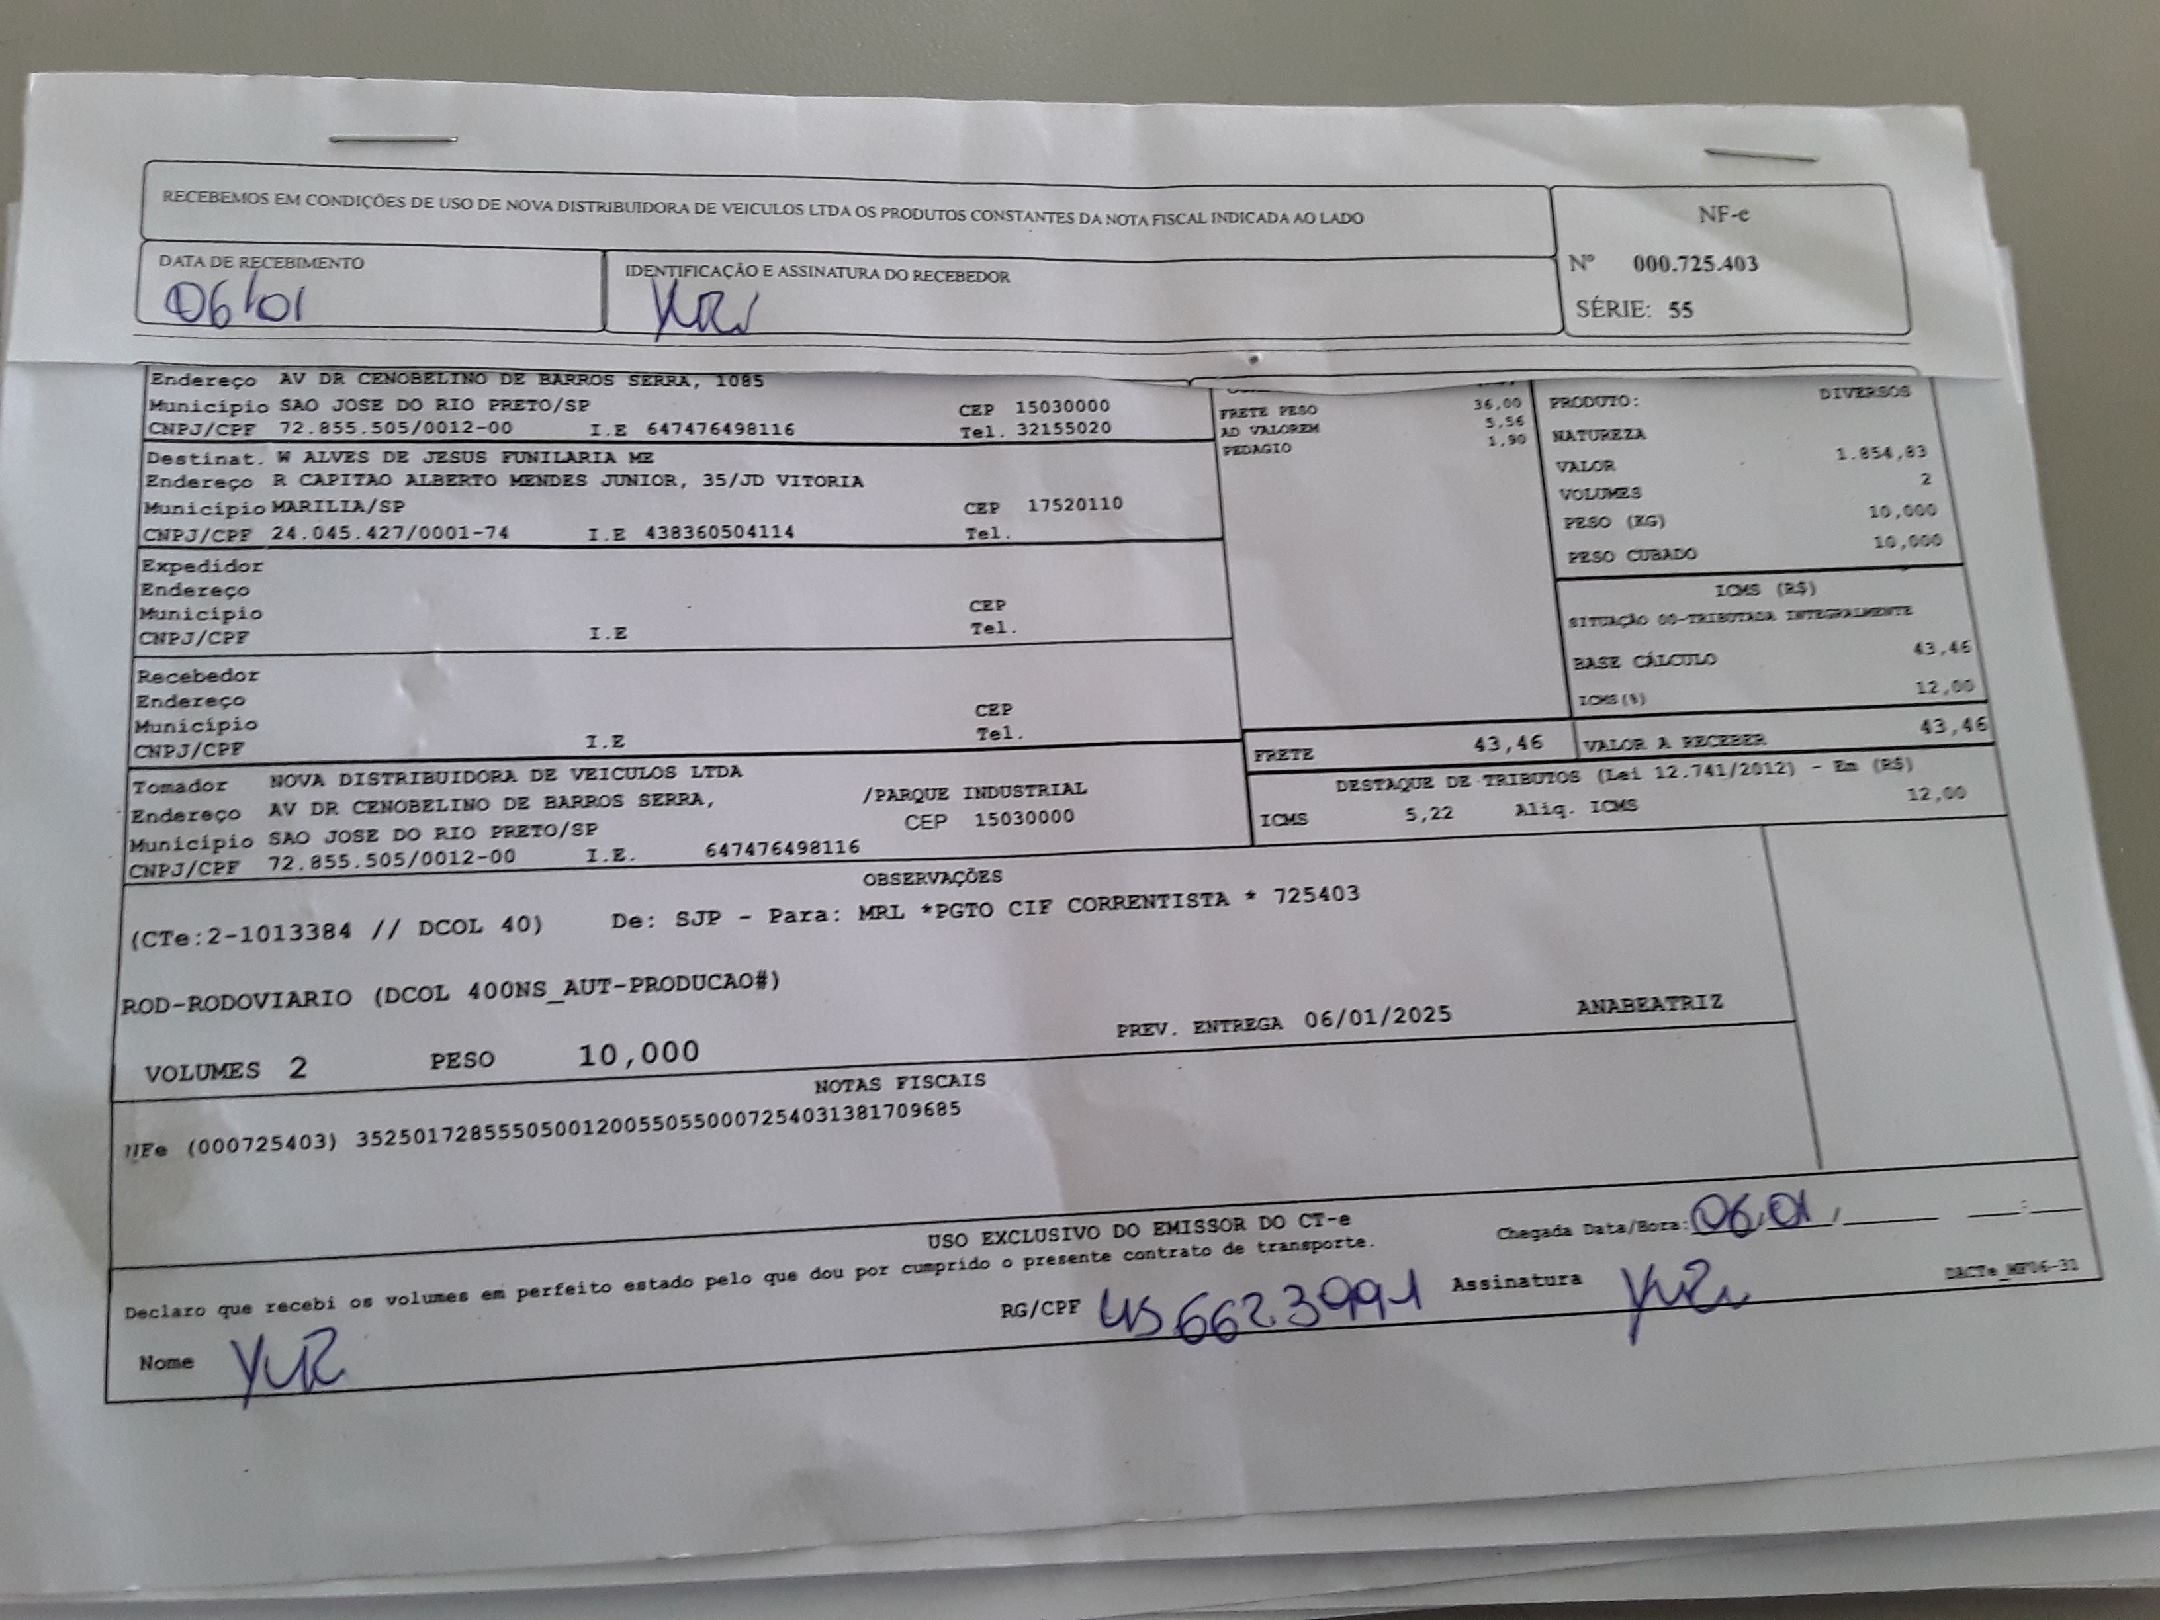 RECEBEMOS EM CONDIÇÕES DE USO DE NOVA DISTRIBUIDORA DE VEICULOS LTDA OS PRODUTOS CONSTANTES DA NOTA FISCAL INDICADA AO LADO
NF-e
Nº 000.725.403
SÉRIE: 55
DATA DE RECEBIMENTO
06/01
IDENTIFICAÇÃO E ASSINATURA DO RECEBEDOR
YURI
Endereço AV DR CENOBELINO DE BARROS SERRA, 1085
Município SAO JOSE DO RIO PRETO/SP CEP 15030000
CNPJ/CPF 72.855.505/0012-00 I.E 647476498116 Tel. 32155020
Destinat. W ALVES DE JESUS FUNILARIA ME
Endereço R CAPITAO ALBERTO MENDES JUNIOR, 35/JD VITORIA
Município MARILIA/SP CEP 17520110
CNPJ/CPF 24.045.427/0001-74 I.E 438360504114 Tel.
Expedidor
Endereço
Município CEP
CNPJ/CPF I.E Tel.
Recebedor
Endereço
Município CEP
CNPJ/CPF I.E Tel.
Tomador NOVA DISTRIBUIDORA DE VEICULOS LTDA
Endereço AV DR CENOBELINO DE BARROS SERRA, /PARQUE INDUSTRIAL
Município SAO JOSE DO RIO PRETO/SP CEP 15030000
CNPJ/CPF 72.855.505/0012-00 I.E. 647476498116
FRETE PESO 36,00
AD VALOREM 5,56
PEDAGIO 1,90
PRODUTO: DIVERSOS
NATUREZA
VALOR 1.854,83
VOLUMES 2
PESO (KG) 10,000
PESO CUBADO 10,000
ICMS (R$)
SITUAÇÃO 00-TRIBUTADA INTEGRALMENTE
BASE CÁLCULO 43,46
ICMS(%) 12,00
FRETE 43,46 VALOR A RECEBER 43,46
DESTAQUE DE TRIBUTOS (Lei 12.741/2012) - Em (R$)
ICMS 5,22 Aliq. ICMS 12,00
OBSERVAÇÕES
(CTe:2-1013384 // DCOL 40) De: SJP - Para: MRL *PGTO CIF CORRENTISTA * 725403
ROD-RODOVIARIO (DCOL 400NS_AUT-PRODUCAO#)
VOLUMES 2 PESO 10,000 PREV. ENTREGA 06/01/2025 ANABEATRIZ
NOTAS FISCAIS
NFe (000725403) 35250172855505001200550550007254031381709685
USO EXCLUSIVO DO EMISSOR DO CT-e
Declaro que recebi os volumes em perfeito estado pelo que dou por cumprido o presente contrato de transporte.
Chegada Data/Hora: 06/01/ :
Nome YURI RG/CPF 456623991 Assinatura YURI
DACTe_MF06-31